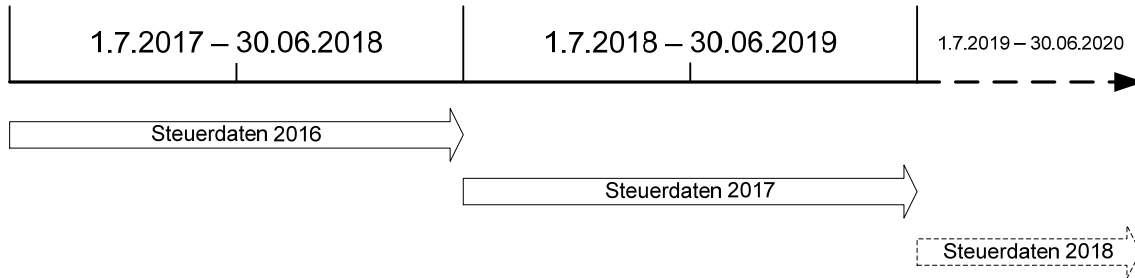 1.7.2017 – 30.06.2018
1.7.2018 – 30.06.2019
1.7.2019 – 30.06.2020
Steuerdaten 2016
Steuerdaten 2017
Steuerdaten 2018